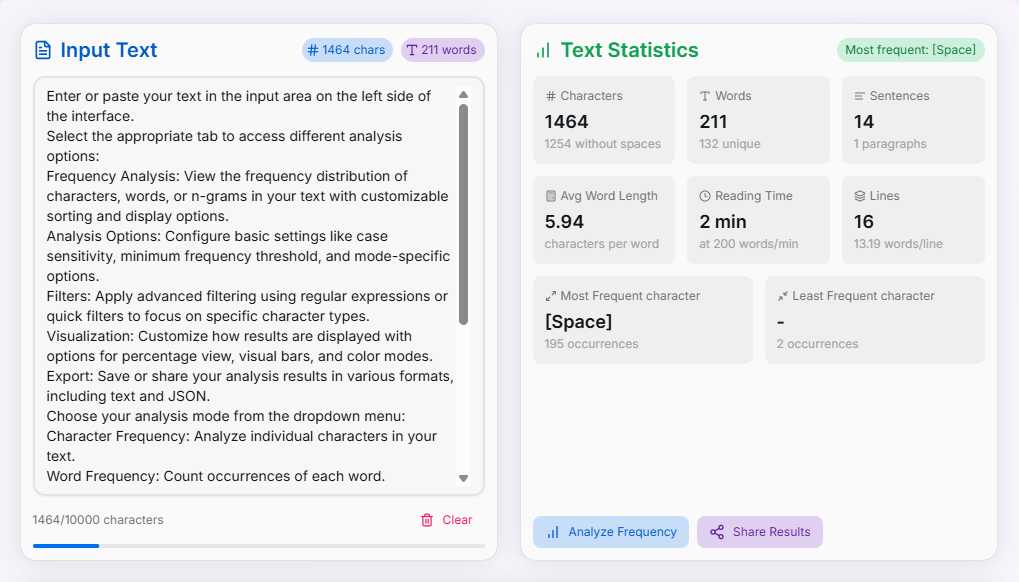 Input Text
# 1464 chars
211 words
Enter or paste your text in the input area on the left side of
the interface.
Select the appropriate tab to access different analysis
options:
Frequency Analysis: View the frequency distribution of
characters, words, or n-grams in your text with customizable
sorting and display options.
Analysis Options: Configure basic settings like case
sensitivity, minimum frequency threshold, and mode-specific
options.
Filters: Apply advanced filtering using regular expressions or
quick filters to focus on specific character types.
Visualization: Customize how results are displayed with
options for percentage view, visual bars, and color modes.
Export: Save or share your analysis results in various formats,
including text and JSON.
Choose your analysis mode from the dropdown menu:
Character Frequency: Analyze individual characters in your
text.
Word Frequency: Count occurrences of each word.
1464/10000 characters
Clear
Text Statistics
Most frequent: [Space]
# Characters
1464
1254 without spaces
Words
211
132 unique
Sentences
14
1 paragraphs
Avg Word Length
5.94
characters per word
Reading Time
2 min
at 200 words/min
Lines
16
13.19 words/line
Most Frequent character
[Space]
195 occurrences
Least Frequent character
-
2 occurrences
Analyze Frequency
Share Results